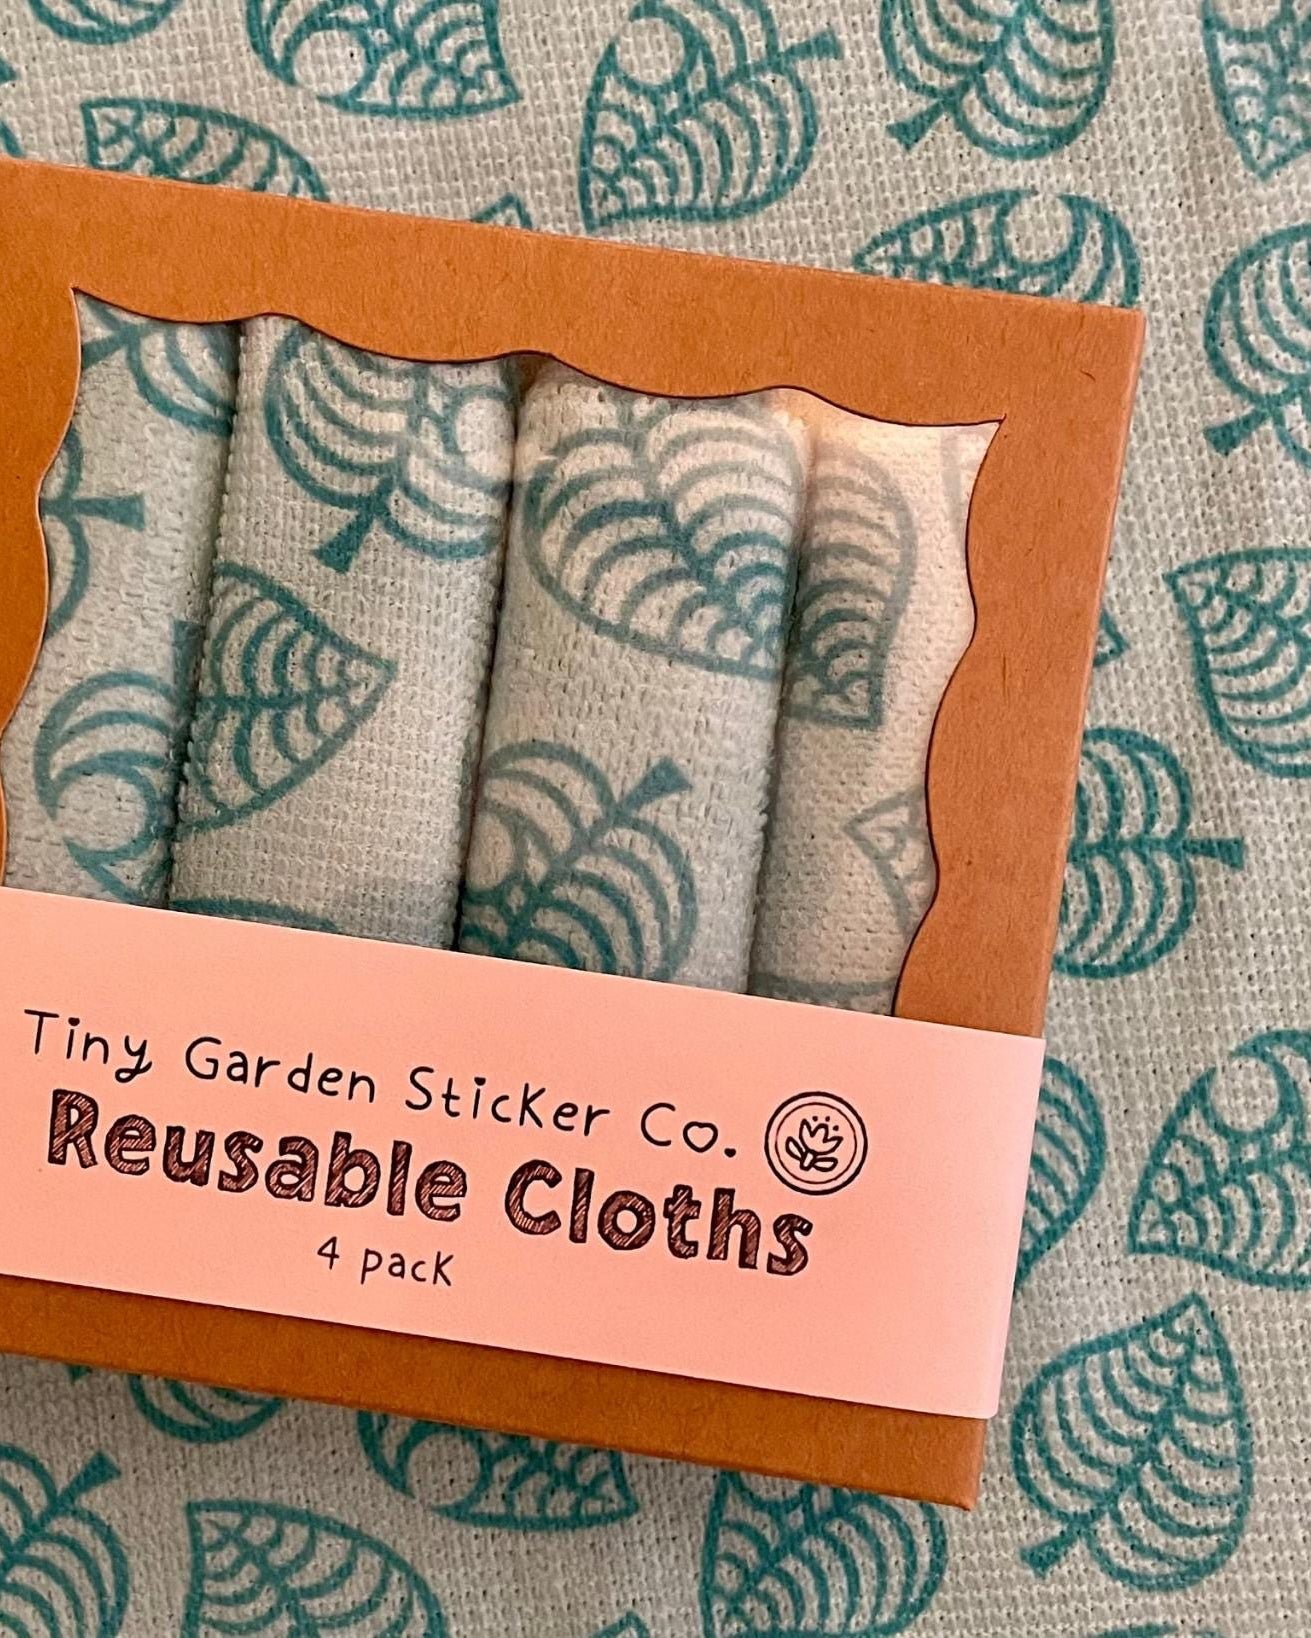 Tiny Garden Sticker Co.
Reusable Cloths
4 pack